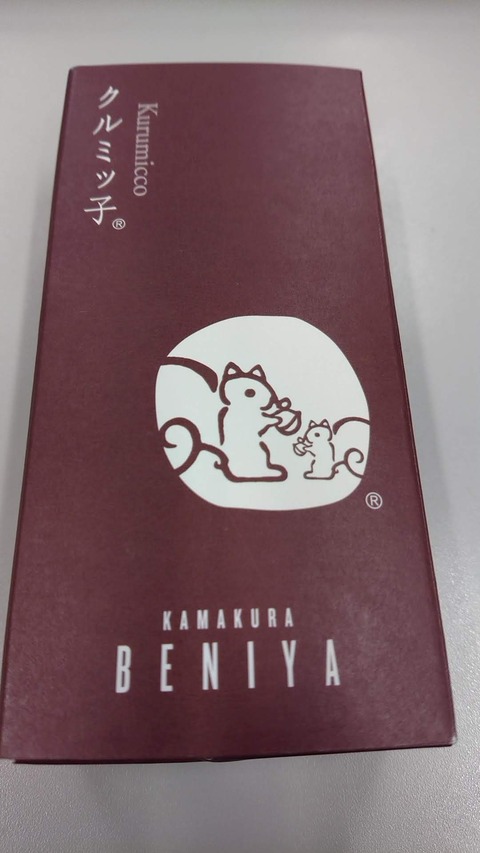 クルミッ子®
Kurumicco
®
KAMAKURA
BENIYA